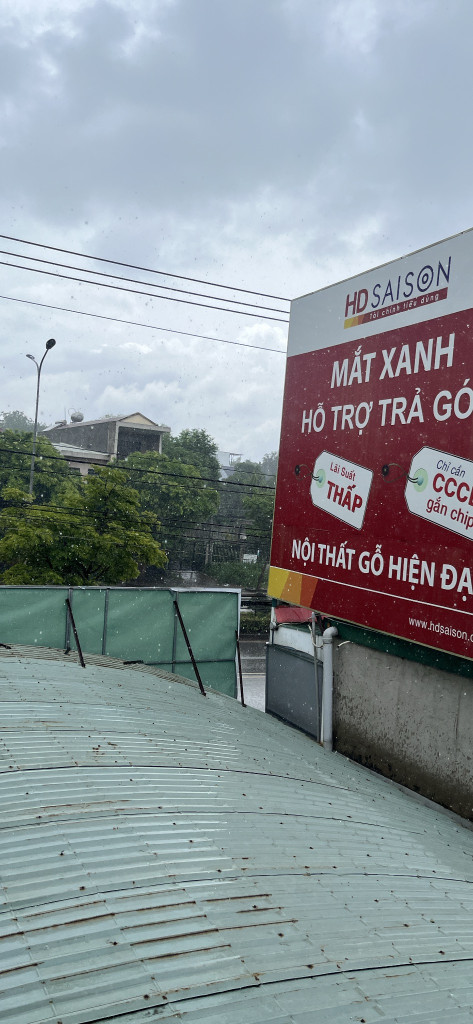 HD SAISON
Tài chính tiêu dùng
MẮT XANH
HỖ TRỢ TRẢ GÓ
Lãi Suất
THẤP
Chỉ cần
CCCD
gắn chip
NỘI THẤT GỖ HIỆN ĐẠ
www.hdsaison.c